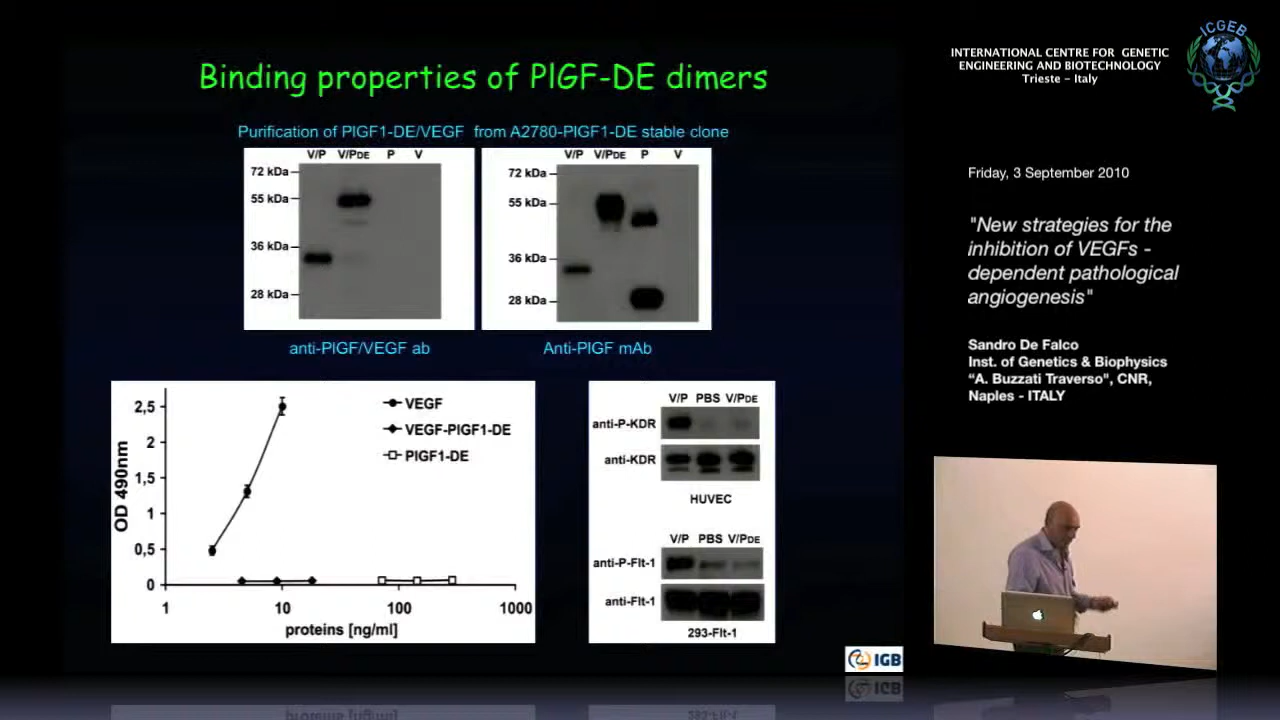 Binding properties of PlGF-DE dimers
Purification of PlGF1-DE/VEGF from A2780-PlGF1-DE stable clone
V/P V/PDE P V
72 kDa
55 kDa
36 kDa
28 kDa
anti-PlGF/VEGF ab
V/P V/PDE P V
72 kDa
55 kDa
36 kDa
28 kDa
Anti-PlGF mAb
OD 490nm
2,5
2
1,5
1
0,5
0
1 10 100 1000
proteins [ng/ml]
VEGF
VEGF-PlGF1-DE
PlGF1-DE
V/P PBS V/PDE
anti-P-KDR
anti-KDR
HUVEC
V/P PBS V/PDE
anti-P-Flt-1
anti-Flt-1
293-Flt-1
IGB
INTERNATIONAL CENTRE FOR GENETIC
ENGINEERING AND BIOTECHNOLOGY
Trieste - Italy
ICGEB
Friday, 3 September 2010
"New strategies for the
inhibition of VEGFs -
dependent pathological
angiogenesis"
Sandro De Falco
Inst. of Genetics & Biophysics
“A. Buzzati Traverso", CNR,
Naples - ITALY